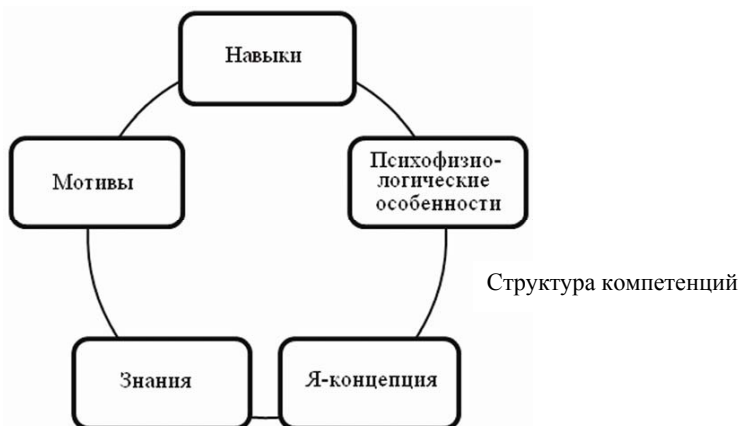 Навыки
Мотивы
Психофизио-
логические
особенности
Структура компетенций
Знания
Я-концепция